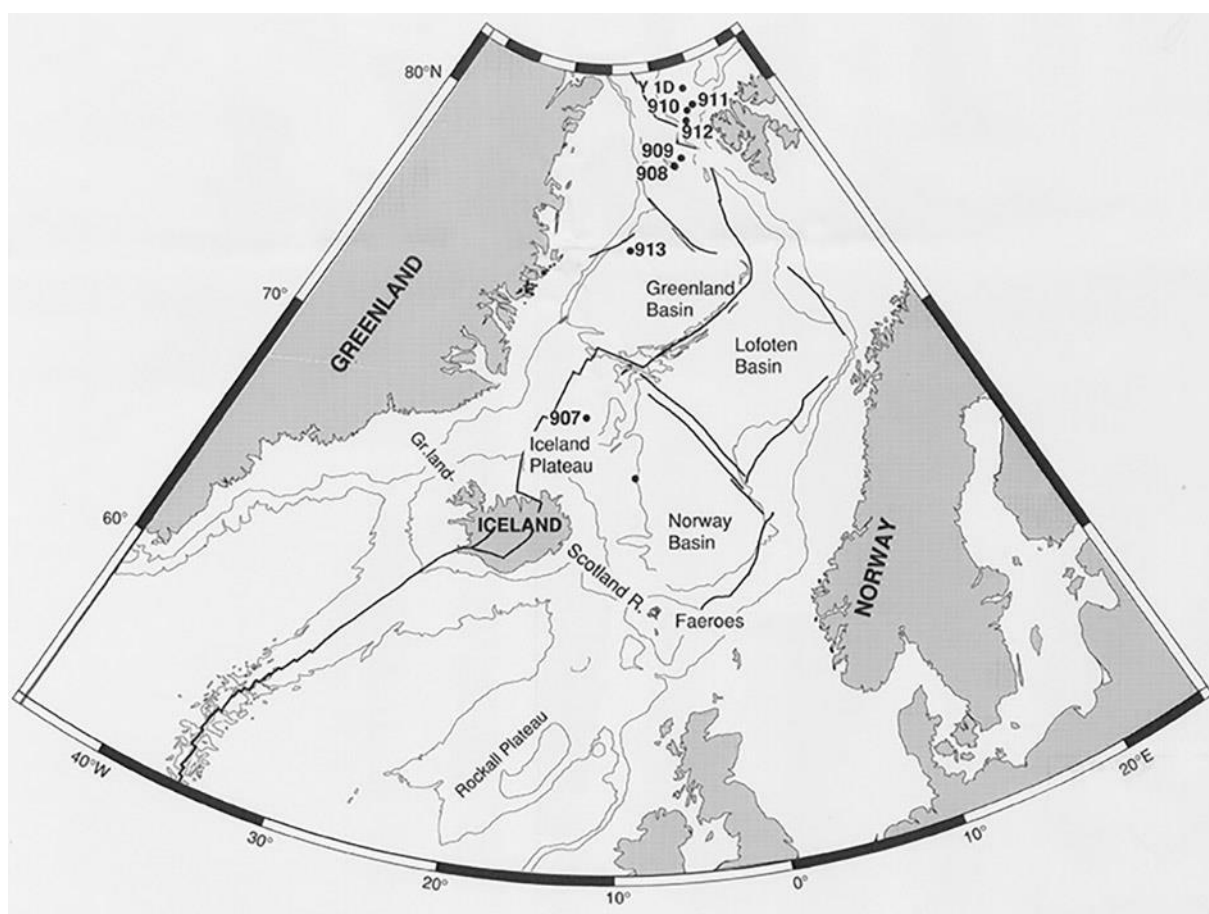 80°N
Y 1D
910
911
912
909
908
913
GREENLAND
70°
Greenland
Basin
Lofoten
Basin
907
Iceland
Plateau
Gr.land-
60°
ICELAND
Norway
Basin
Scotland R.
Faeroes
NORWAY
Rockall Plateau
40°W
30°
20°
10°
0°
10°
20°E